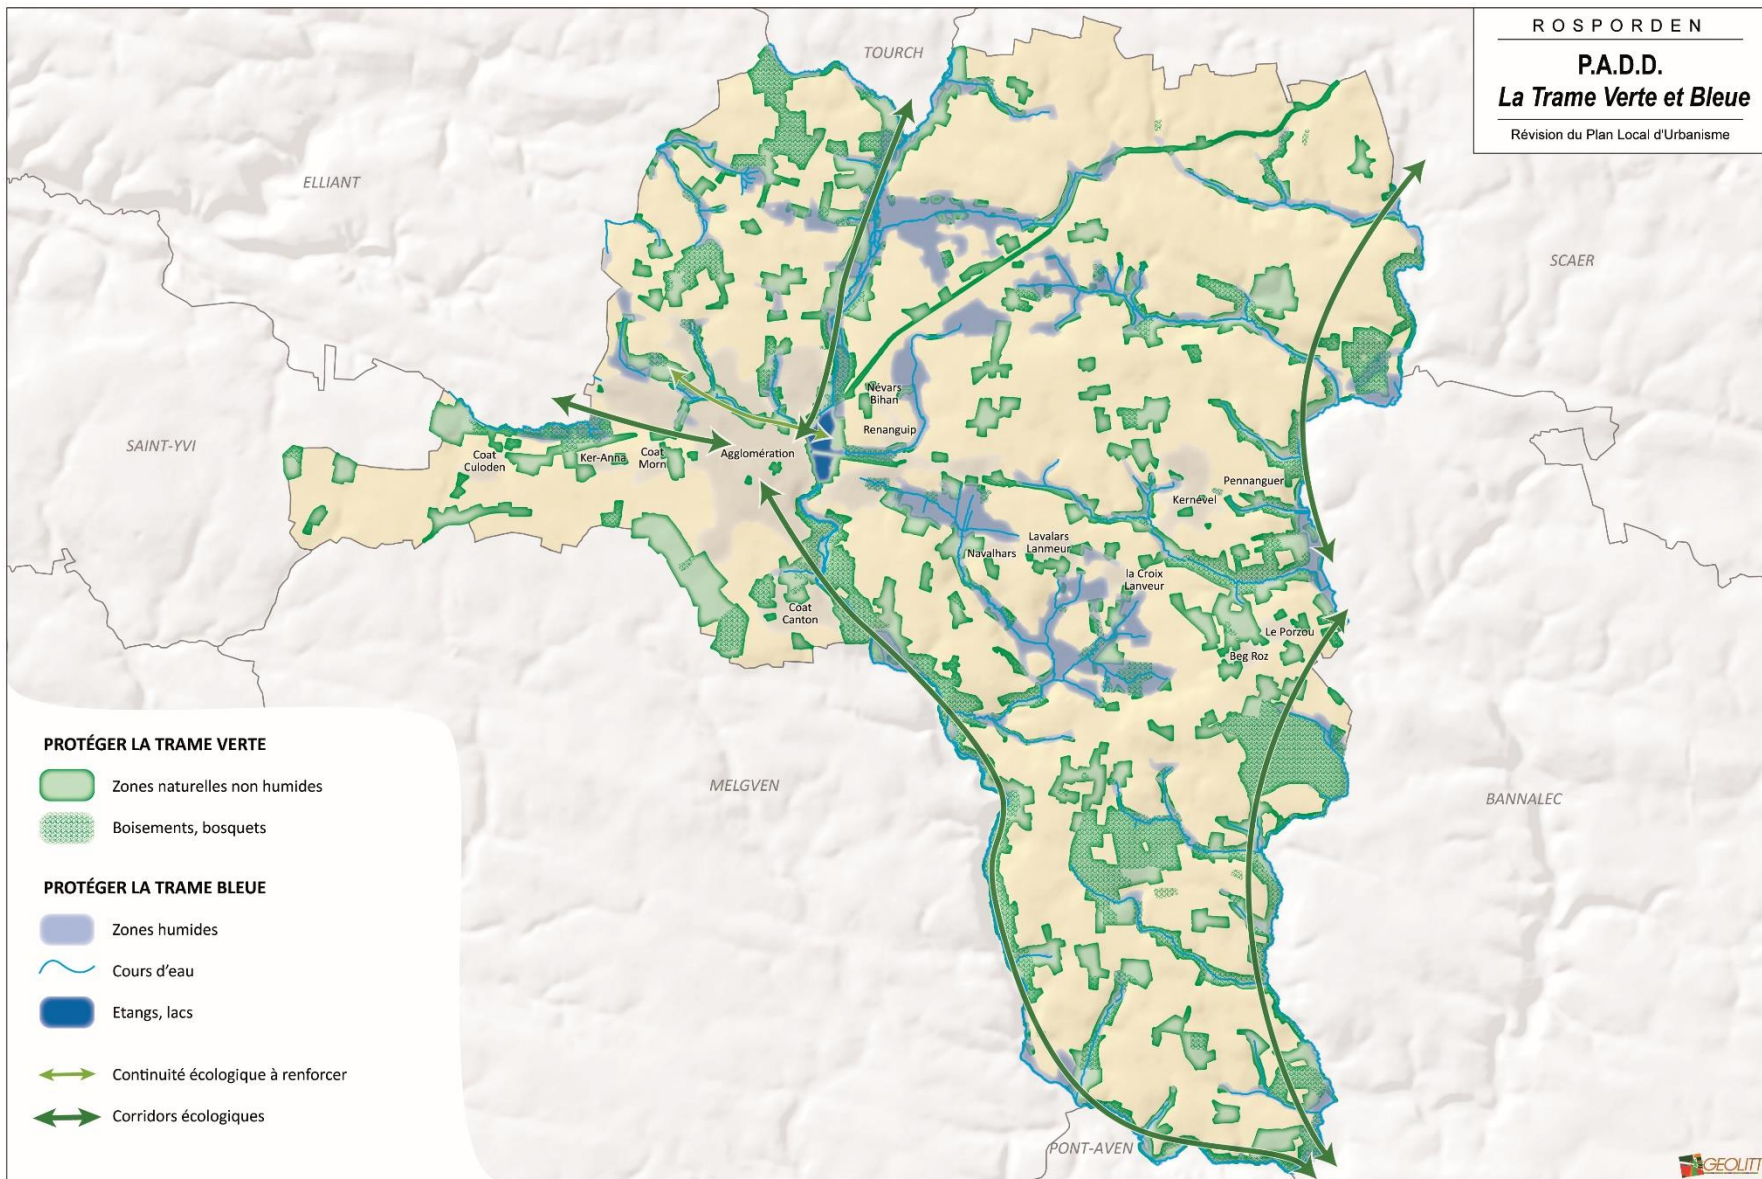 ROSPORDEN
P.A.D.D.
La Trame Verte et Bleue
Révision du Plan Local d'Urbanisme
TOURCH
ELLIANT
SCAER
SAINT-YVI
Névars
Bihan
Renanguip
Agglomération
Coat
Culoden
Ker-Anna
Coat
Morn
Pennanguer
Kernével
Navalhars
Lavalars
Lanmeur
la Croix
Lanveur
Coat
Canton
Le Porzou
Beg Roz
MELGVEN
BANNALEC
PONT-AVEN
PROTÉGER LA TRAME VERTE
Zones naturelles non humides
Boisements, bosquets
PROTÉGER LA TRAME BLEUE
Zones humides
Cours d'eau
Etangs, lacs
Continuité écologique à renforcer
Corridors écologiques
GEOLITT